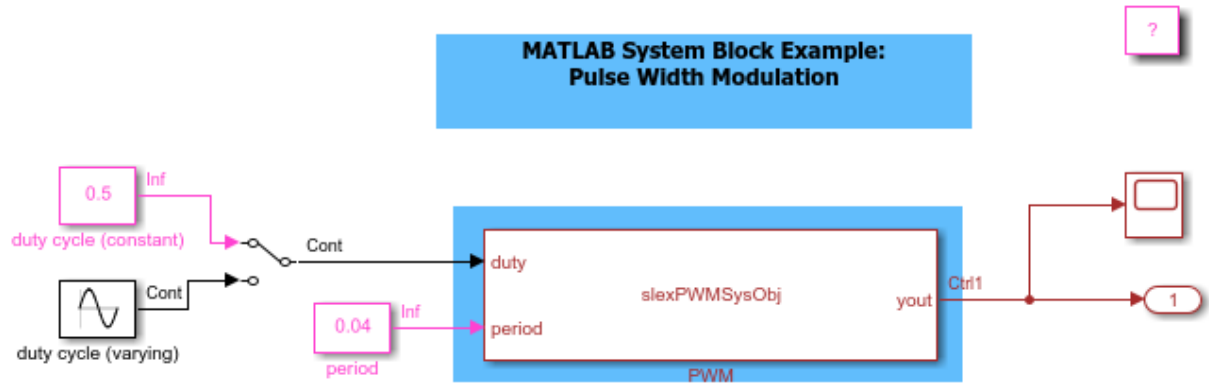 ?
MATLAB System Block Example:
Pulse Width Modulation
0.5
Inf
duty cycle (constant)
Cont
Cont
duty cycle (varying)
0.04
Inf
period
duty
period
slexPWMSysObj
yout
PWM
Ctrl1
1